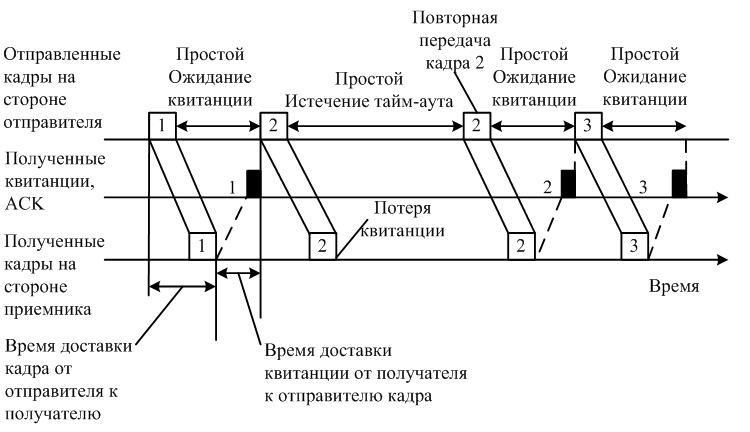 Отправленные
кадры на
стороне
отправителя
Простой
Ожидание
квитанции
Простой
Истечение тайм-аута
Повторная
передача
кадра 2
Простой
Ожидание
квитанции
Простой
Ожидание
квитанции
1
2
2
3
Полученные
квитанции,
ACK
1
2
3
Полученные
кадры на
стороне
приемника
1
2
Потеря
квитанции
2
3
Время
Время доставки
кадра от
отправителя к
получателю
Время доставки
квитанции от получателя
к отправителю кадра